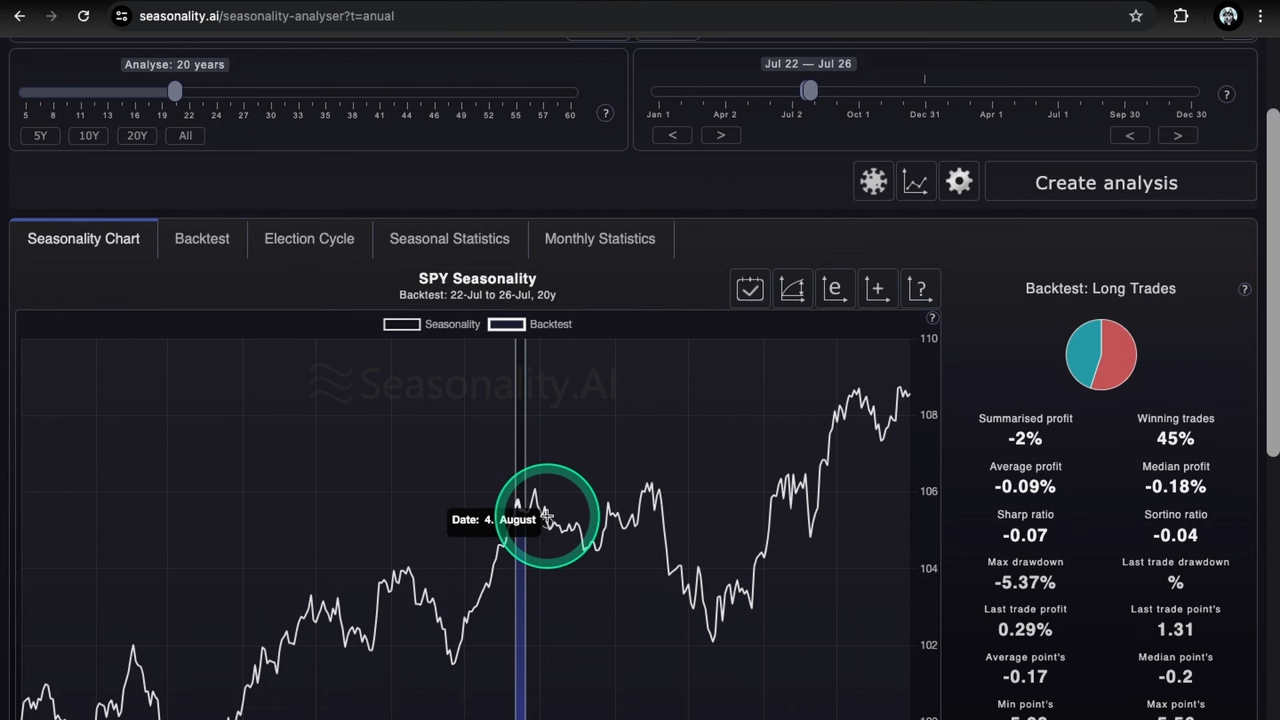 seasonality.ai/seasonality-analyser?t=anual
Analyse: 20 years
5 8 11 13 16 19 22 24 27 30 33 35 38 41 44 46 49 52 55 57 60
?
5Y 10Y 20Y All
Jul 22 — Jul 26
Jan 1 Apr 2 Jul 2 Oct 1 Dec 31 Apr 1 Jul 1 Sep 30 Dec 30
?
< > < >
Create analysis
Seasonality Chart Backtest Election Cycle Seasonal Statistics Monthly Statistics
SPY Seasonality
Backtest: 22-Jul to 26-Jul, 20y
e + ?
Seasonality Backtest
?
Seasonality.AI
110
108
106
104
102
Date: 4. August
Backtest: Long Trades
?
Summarised profit Winning trades
-2% 45%
Average profit Median profit
-0.09% -0.18%
Sharp ratio Sortino ratio
-0.07 -0.04
Max drawdown Last trade drawdown
-5.37% %
Last trade profit Last trade point's
0.29% 1.31
Average point's Median point's
-0.17 -0.2
Min point's Max point's